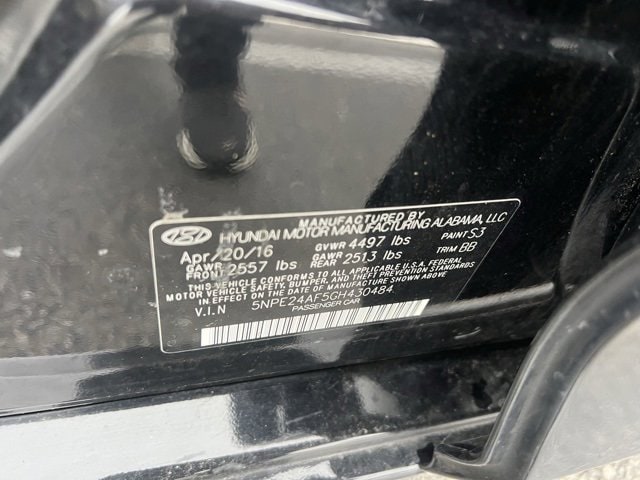 MANUFACTURED BY
HYUNDAI MOTOR MANUFACTURING ALABAMA, LLC
Apr/20/16 GVWR 4497 lbs PAINT S3
GAWR FRONT 2557 lbs GAWR REAR 2513 lbs TRIM BB
THIS VEHICLE CONFORMS TO ALL APPLICABLE U.S.A. FEDERAL
MOTOR VEHICLE SAFETY, BUMPER, AND THEFT PREVENTION STANDARDS
IN EFFECT ON THE DATE OF MANUFACTURE SHOWN ABOVE
V.I.N 5NPE24AF5GH430484
PASSENGER CAR